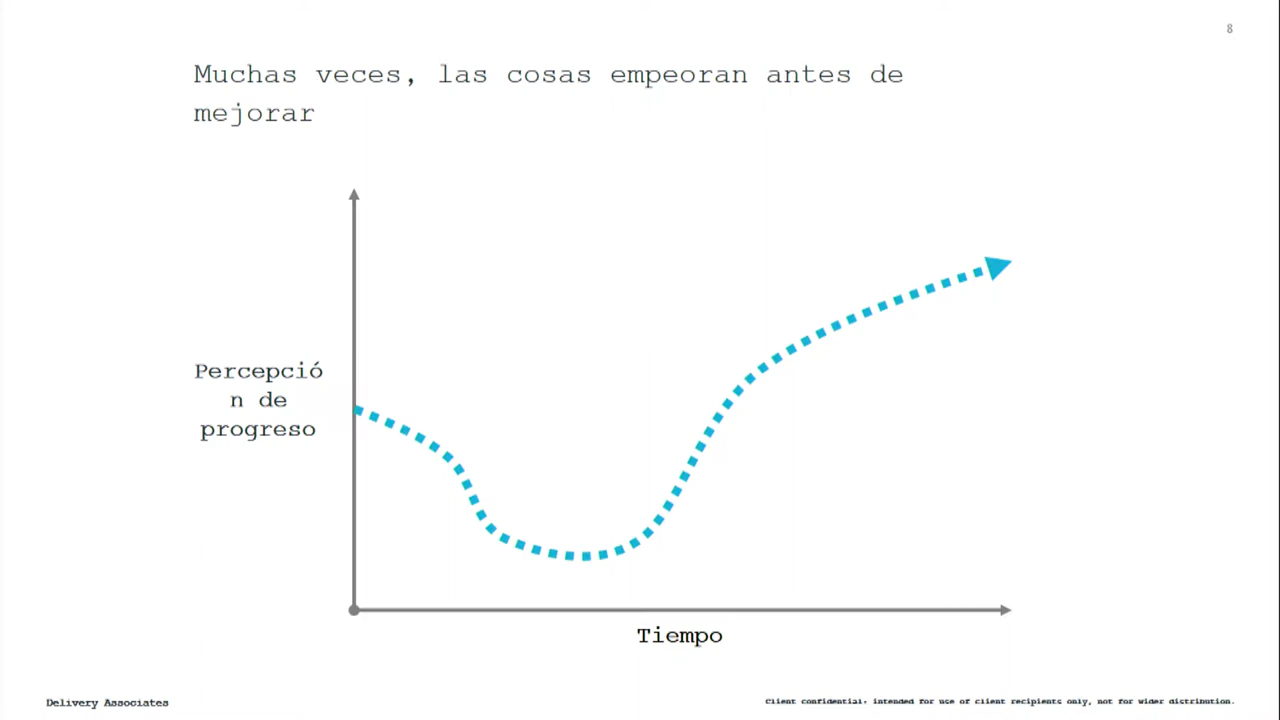 8
Muchas veces, las cosas empeoran antes de
mejorar
Percepció
n de
progreso
Tiempo
Delivery Associates
Client confidential: intended for use of client recipients only, not for wider distribution.